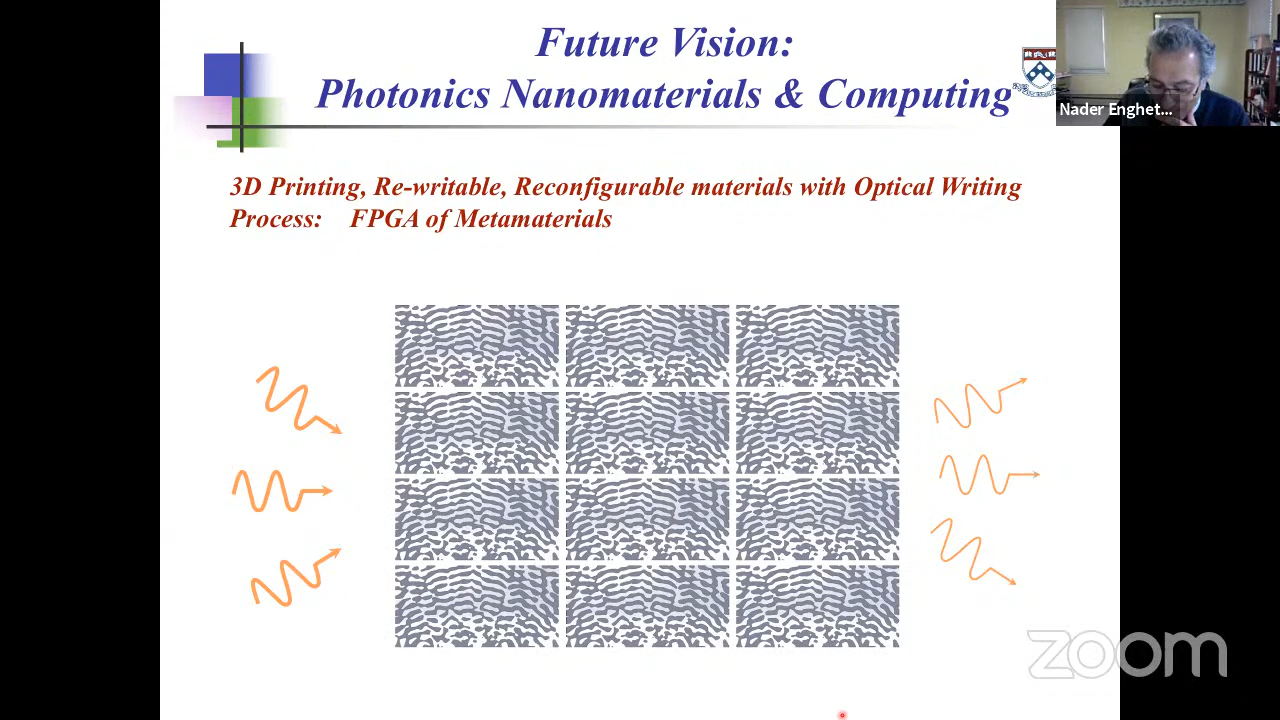 Future Vision:
Photonics Nanomaterials & Computing
Nader Enghet...
3D Printing, Re-writable, Reconfigurable materials with Optical Writing
Process: FPGA of Metamaterials
zoom